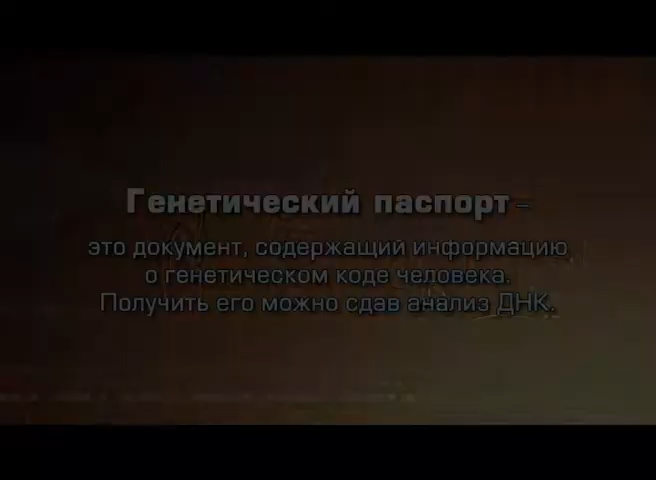 Генетический паспорт –
это документ, содержащий информацию
о генетическом коде человека.
Получить его можно сдав анализ ДНК.